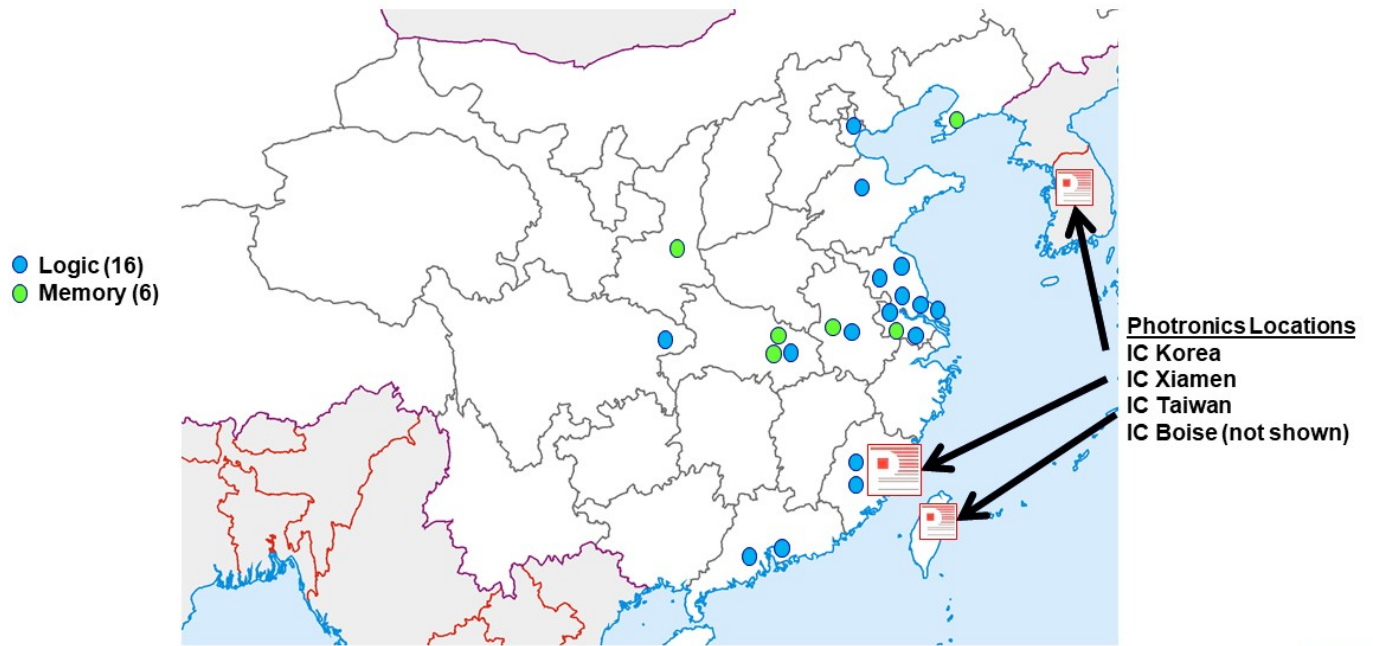 Logic (16)
Memory (6)
Photronics Locations
IC Korea
IC Xiamen
IC Taiwan
IC Boise (not shown)